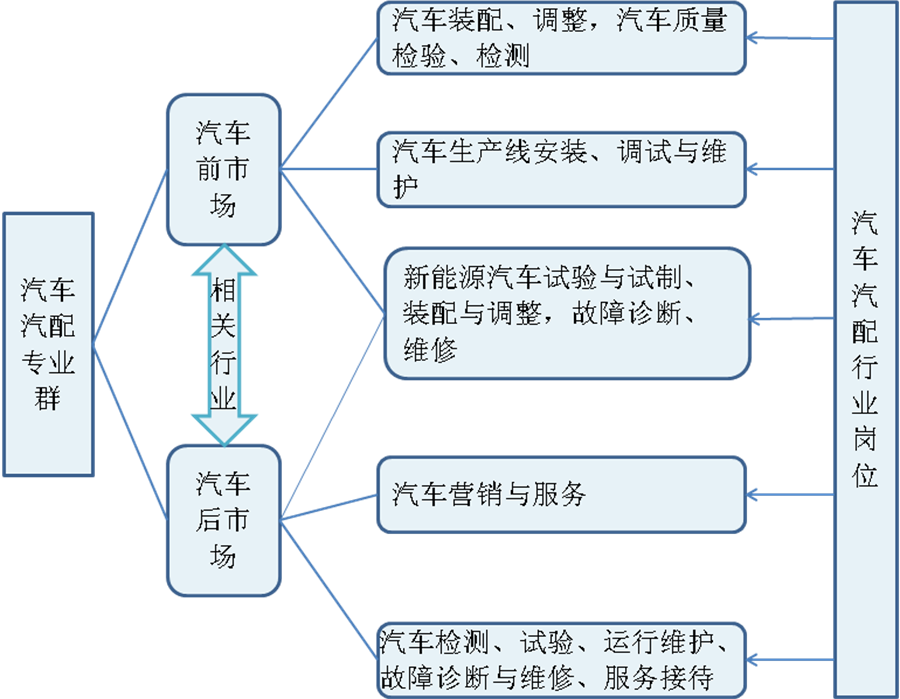 汽车
汽配
专业
群
汽车
前市
场
相
关
行
业
汽车
后市
场
汽车装配、调整，汽车质量
检验、检测
汽车生产线安装、调试与维
护
新能源汽车试验与试制、
装配与调整，故障诊断、
维修
汽车营销与服务
汽车检测、试验、运行维护、
故障诊断与维修、服务接待
汽
车
汽
配
行
业
岗
位